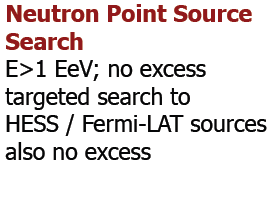 Neutron Point Source
Search
E>1 EeV; no excess
targeted search to
HESS / Fermi-LAT sources
also no excess